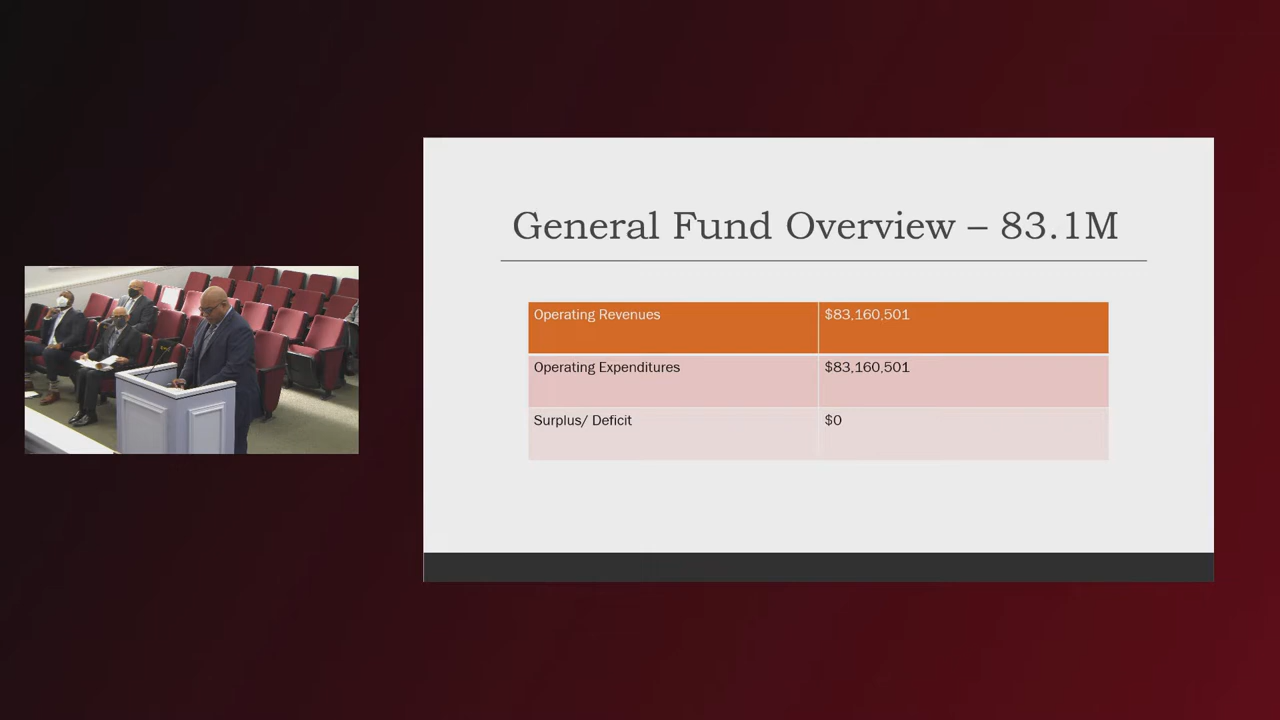 General Fund Overview – 83.1M
Operating Revenues $83,160,501
Operating Expenditures $83,160,501
Surplus/ Deficit $0